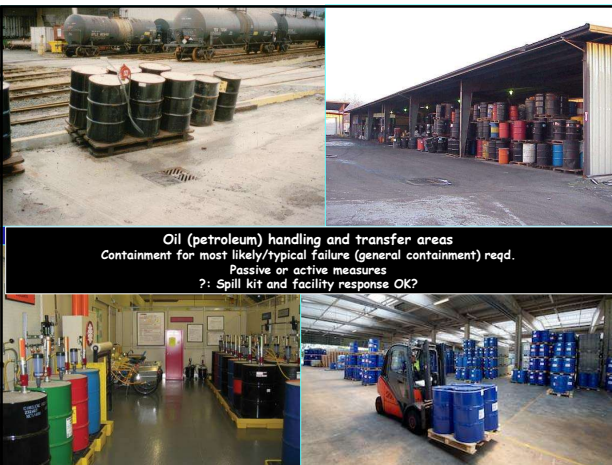 Oil (petroleum) handling and transfer areas
Containment for most likely/typical failure (general containment) reqd.
Passive or active measures
?: Spill kit and facility response OK?